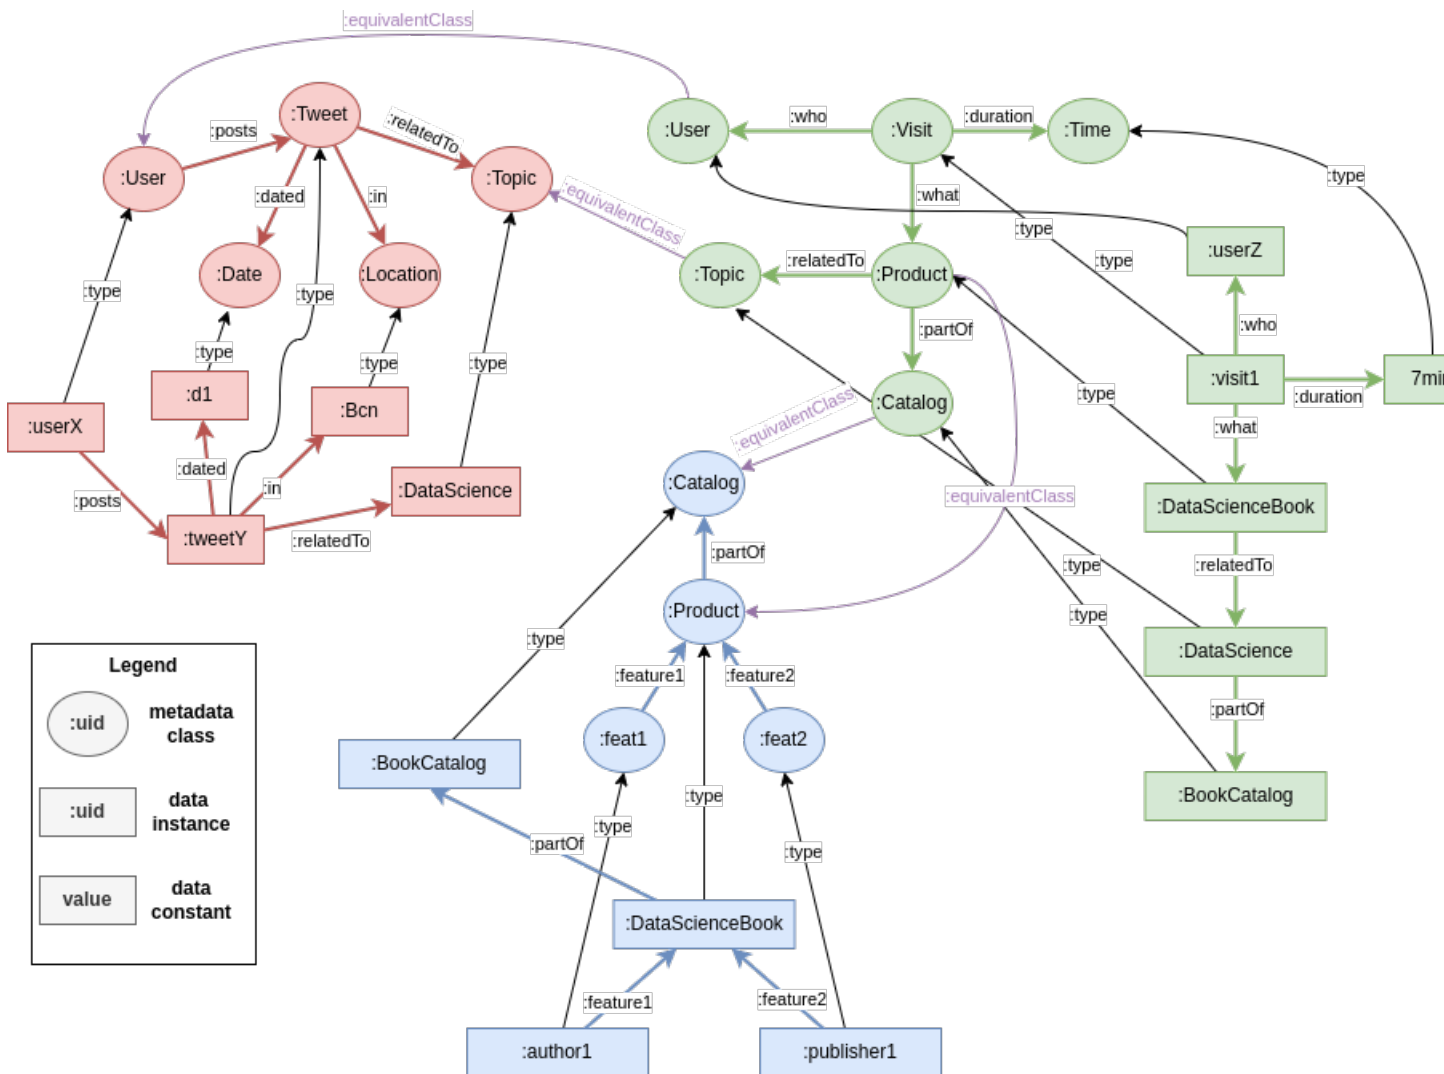 :equivalentClass
:Tweet
:posts
:relatedTo
:User
:who
:Visit
:duration
:Time
:User
:dated
:in
:Topic
:equivalentClass
:what
:type
:type
:userZ
:Date
:Location
:Topic
:relatedTo
:Product
:type
:type
:type
:who
:partOf
:type
:type
:type
:d1
:Bcn
:type
:visit1
:duration
:userX
:equivalentClass
:Catalog
:what
:dated
:in
:posts
:DataScience
:Catalog
:equivalentClass
:DataScienceBook
:tweetY
:relatedTo
:partOf
:type
:relatedTo
:Product
:type
:type
:DataScience
Legend
:feature1
:feature2
:uid
metadata
class
:partOf
:feat1
:feat2
:BookCatalog
:BookCatalog
:uid
data
instance
:type
:type
:partOf
:type
value
data
constant
:DataScienceBook
:feature1
:feature2
:author1
:publisher1